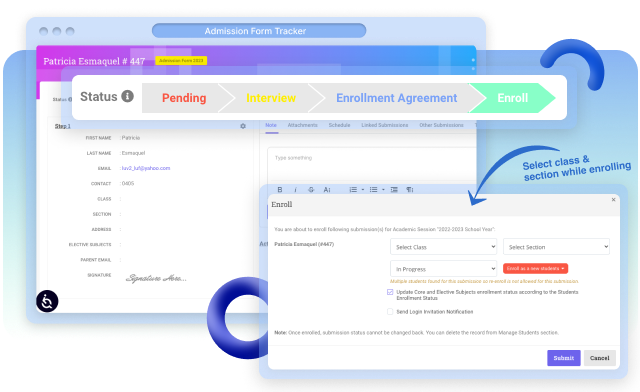 Admission Form Tracker
Patricia Esmaquel # 447
Admission Form 2023
Status
Status
Pending
Interview
Enrollment Agreement
Enroll
Step 1
FIRST NAME : Patricia
LAST NAME : Esmaquel
EMAIL : luv2_luf@yahoo.com
CONTACT : 0405
CLASS :
SECTION :
ADDRESS :
ELECTIVE SUBJECTS :
PARENT EMAIL :
SIGNATURE
Signature Here...
Note Attachments Schedule Linked Submissions Other Submissions
Type something
B I S A I
Select class &
section while enrolling
Enroll
×
You are about to enroll following submission(s) for Academic Session "2022-2023 School Year".
Patricia Esmaquel (#447)
Select Class
Select Section
In Progress
Enroll as a new students
Multiple students found for this submission so re-enroll is not allowed for this submission.
Update Core and Elective Subjects enrollment status according to the Students
Enrollment Status
Send Login Invitation Notification
Note: Once enrolled, submission status cannot be changed back. You can delete the record from Manage Students section.
Submit
Cancel